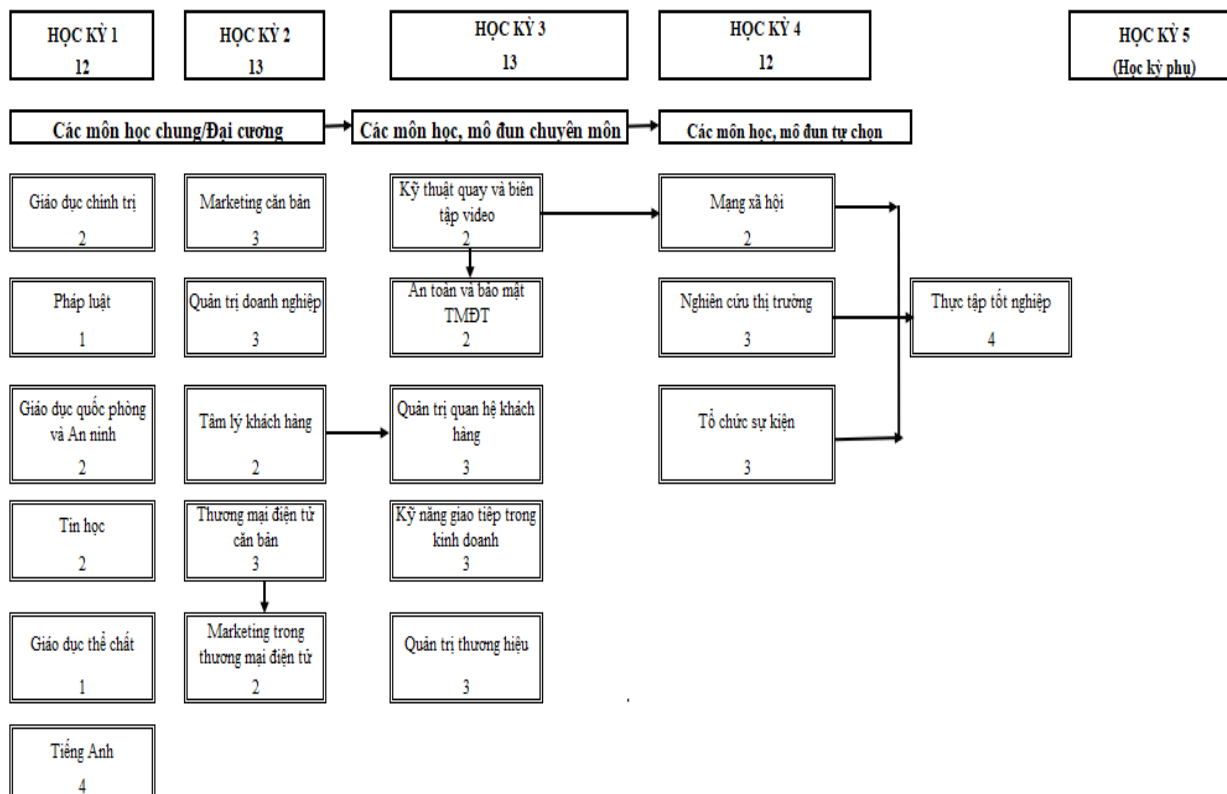 HỌC KỲ 1
12
HỌC KỲ 2
13
HỌC KỲ 3
13
HỌC KỲ 4
12
HỌC KỲ 5
(Học kỳ phụ)
Các môn học chung/Đại cương
Các môn học, mô đun chuyên môn
Các môn học, mô đun tự chọn
Giáo dục chính trị
2
Marketing căn bản
3
Kỹ thuật quay và biên
tập video
2
Mạng xã hội
2
Pháp luật
1
Quản trị doanh nghiệp
3
An toàn và bảo mật
TMĐT
2
Nghiên cứu thị trường
3
Thực tập tốt nghiệp
4
Giáo dục quốc phòng
và An ninh
2
Tâm lý khách hàng
2
Quản trị quan hệ khách
hàng
3
Tổ chức sự kiện
3
Tin học
2
Thương mại điện tử
căn bản
3
Kỹ năng giao tiếp trong
kinh doanh
3
Giáo dục thể chất
1
Marketing trong
thương mại điện tử
2
Quản trị thương hiệu
3
Tiếng Anh
4